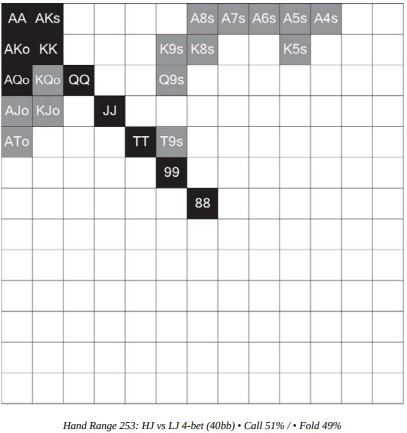 AA AKs A8s A7s A6s A5s A4s
AKo KK K9s K8s K5s
AQo KQo QQ Q9s
AJo KJo JJ
ATo TT T9s
99
88
Hand Range 253: HJ vs LJ 4-bet (40bb) • Call 51% / • Fold 49%